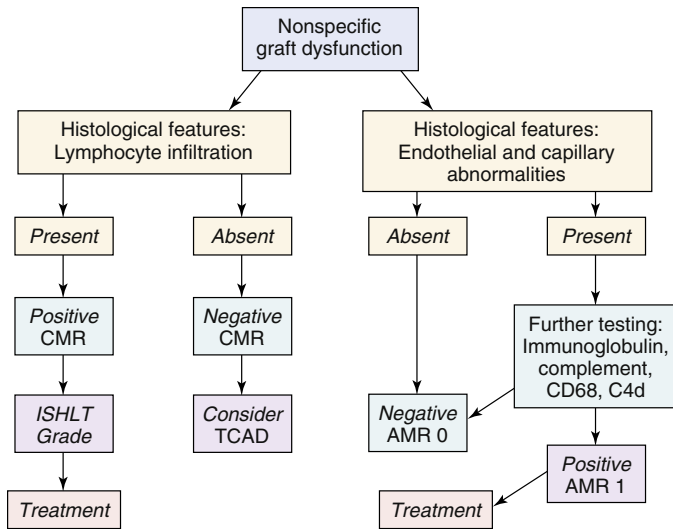 Nonspecific
graft dysfunction
Histological features:
Lymphocyte infiltration
Histological features:
Endothelial and capillary
abnormalities
Present
Absent
Absent
Present
Positive
CMR
Negative
CMR
Further testing:
Immunoglobulin,
complement,
CD68, C4d
ISHLT
Grade
Consider
TCAD
Negative
AMR 0
Positive
AMR 1
Treatment
Treatment